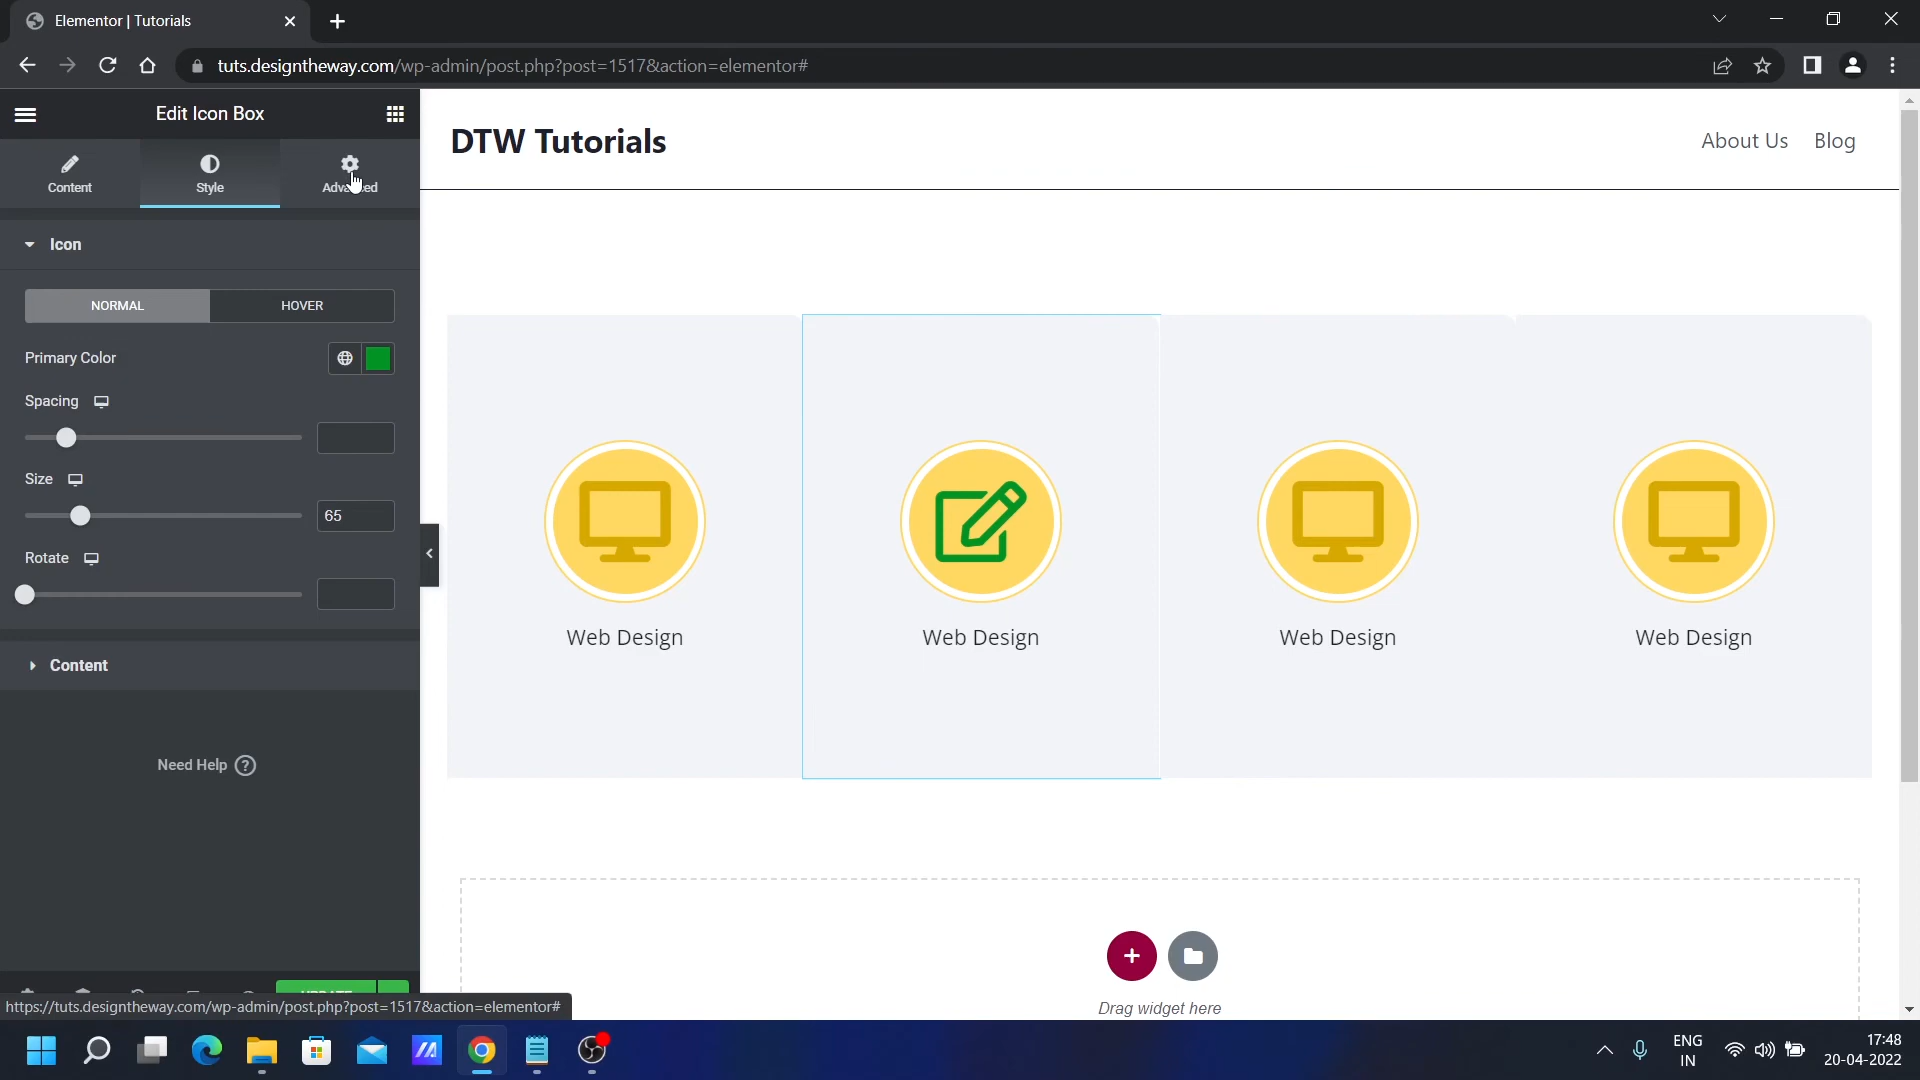 Elementor | Tutorials
tuts.designtheway.com/wp-admin/post.php?post=1517&action=elementor#
Edit Icon Box
DTW Tutorials
About Us Blog
Content Style Advanced
Icon
NORMAL HOVER
Primary Color
Spacing
Size
65
Rotate
Content
Need Help ?
Web Design Web Design Web Design Web Design
UPDATE
Drag widget here
https://tuts.designtheway.com/wp-admin/post.php?post=1517&action=elementor#
ENG
IN
17:48
20-04-2022